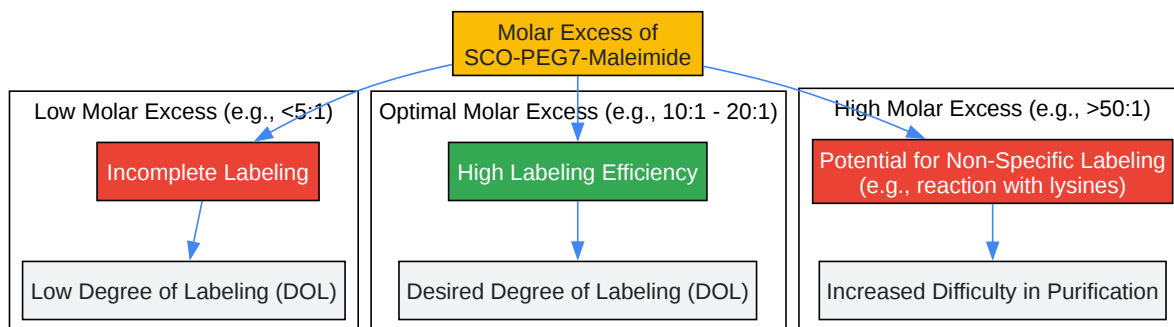 Molar Excess of
SCO-PEG7-Maleimide
Low Molar Excess (e.g., <5:1)
Optimal Molar Excess (e.g., 10:1 - 20:1)
High Molar Excess (e.g., >50:1)
Incomplete Labeling
High Labeling Efficiency
Potential for Non-Specific Labeling
(e.g., reaction with lysines)
Low Degree of Labeling (DOL)
Desired Degree of Labeling (DOL)
Increased Difficulty in Purification